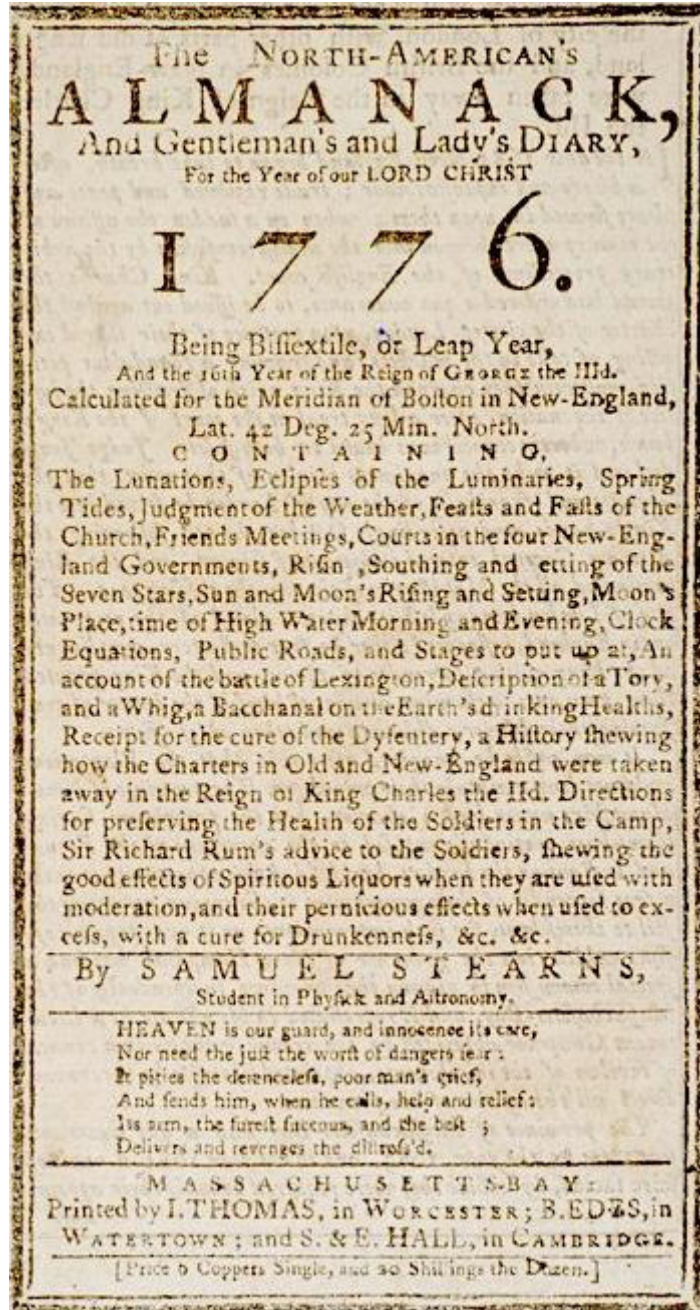 The NORTH-AMERICAN'S
ALMANACK,
And Gentleman's and Lady's DIARY,
For the Year of our LORD CHRIST
1776.
Being Biſſextile, or Leap Year,
And the 16th Year of the Reign of GEORGE the IIId.
Calculated for the Meridian of Boſton in New-England,
Lat. 42 Deg. 25 Min. North.
CONTAINING,
The Lunations, Eclipſes of the Luminaries, Spring
Tides, Judgment of the Weather, Feaſts and Faſts of the
Church, Friends Meetings, Courts in the four New-Eng-
land Governments, Riſin , Southing and etting of the
Seven Stars, Sun and Moon's Riſing and Setting, Moon's
Place, time of High Water Morning and Evening, Clock
Equations, Public Roads, and Stages to put up at, An
account of the battle of Lexington, Deſcription of a Tory,
and a Whig, a Bacchanal on the Earth's d inking Healths,
Receipt for the cure of the Dyſentery, a Hiſtory ſhewing
how the Charters in Old and New-England were taken
away in the Reign of King Charles the IId. Directions
for preſerving the Health of the Soldiers in the Camp,
Sir Richard Rum's advice to the Soldiers, ſhewing the
good effects of Spiritous Liquors when they are uſed with
moderation, and their pernicious effects when uſed to ex-
ceſs, with a cure for Drunkenneſs, &c. &c.
By SAMUEL STEARNS,
Student in Phyſick and Aſtronomy.
HEAVEN is our guard, and innocence its care,
Nor need the juſt the worſt of dangers fear:
It pities the defenceleſs, poor man's grief,
And ſends him, when he calls, help and relief:
Its arm, the ſureſt ſuccour, and the beſt;
Delivers and revenges the diſtreſs'd.
MASSACHUSETTS-BAY:
Printed by I. THOMAS, in WORCESTER; B. EDES, in
WATERTOWN; and S. & E. HALL, in CAMBRIDGE.
[Price 6 Coppers Single, and 20 Shillings the Dozen.]